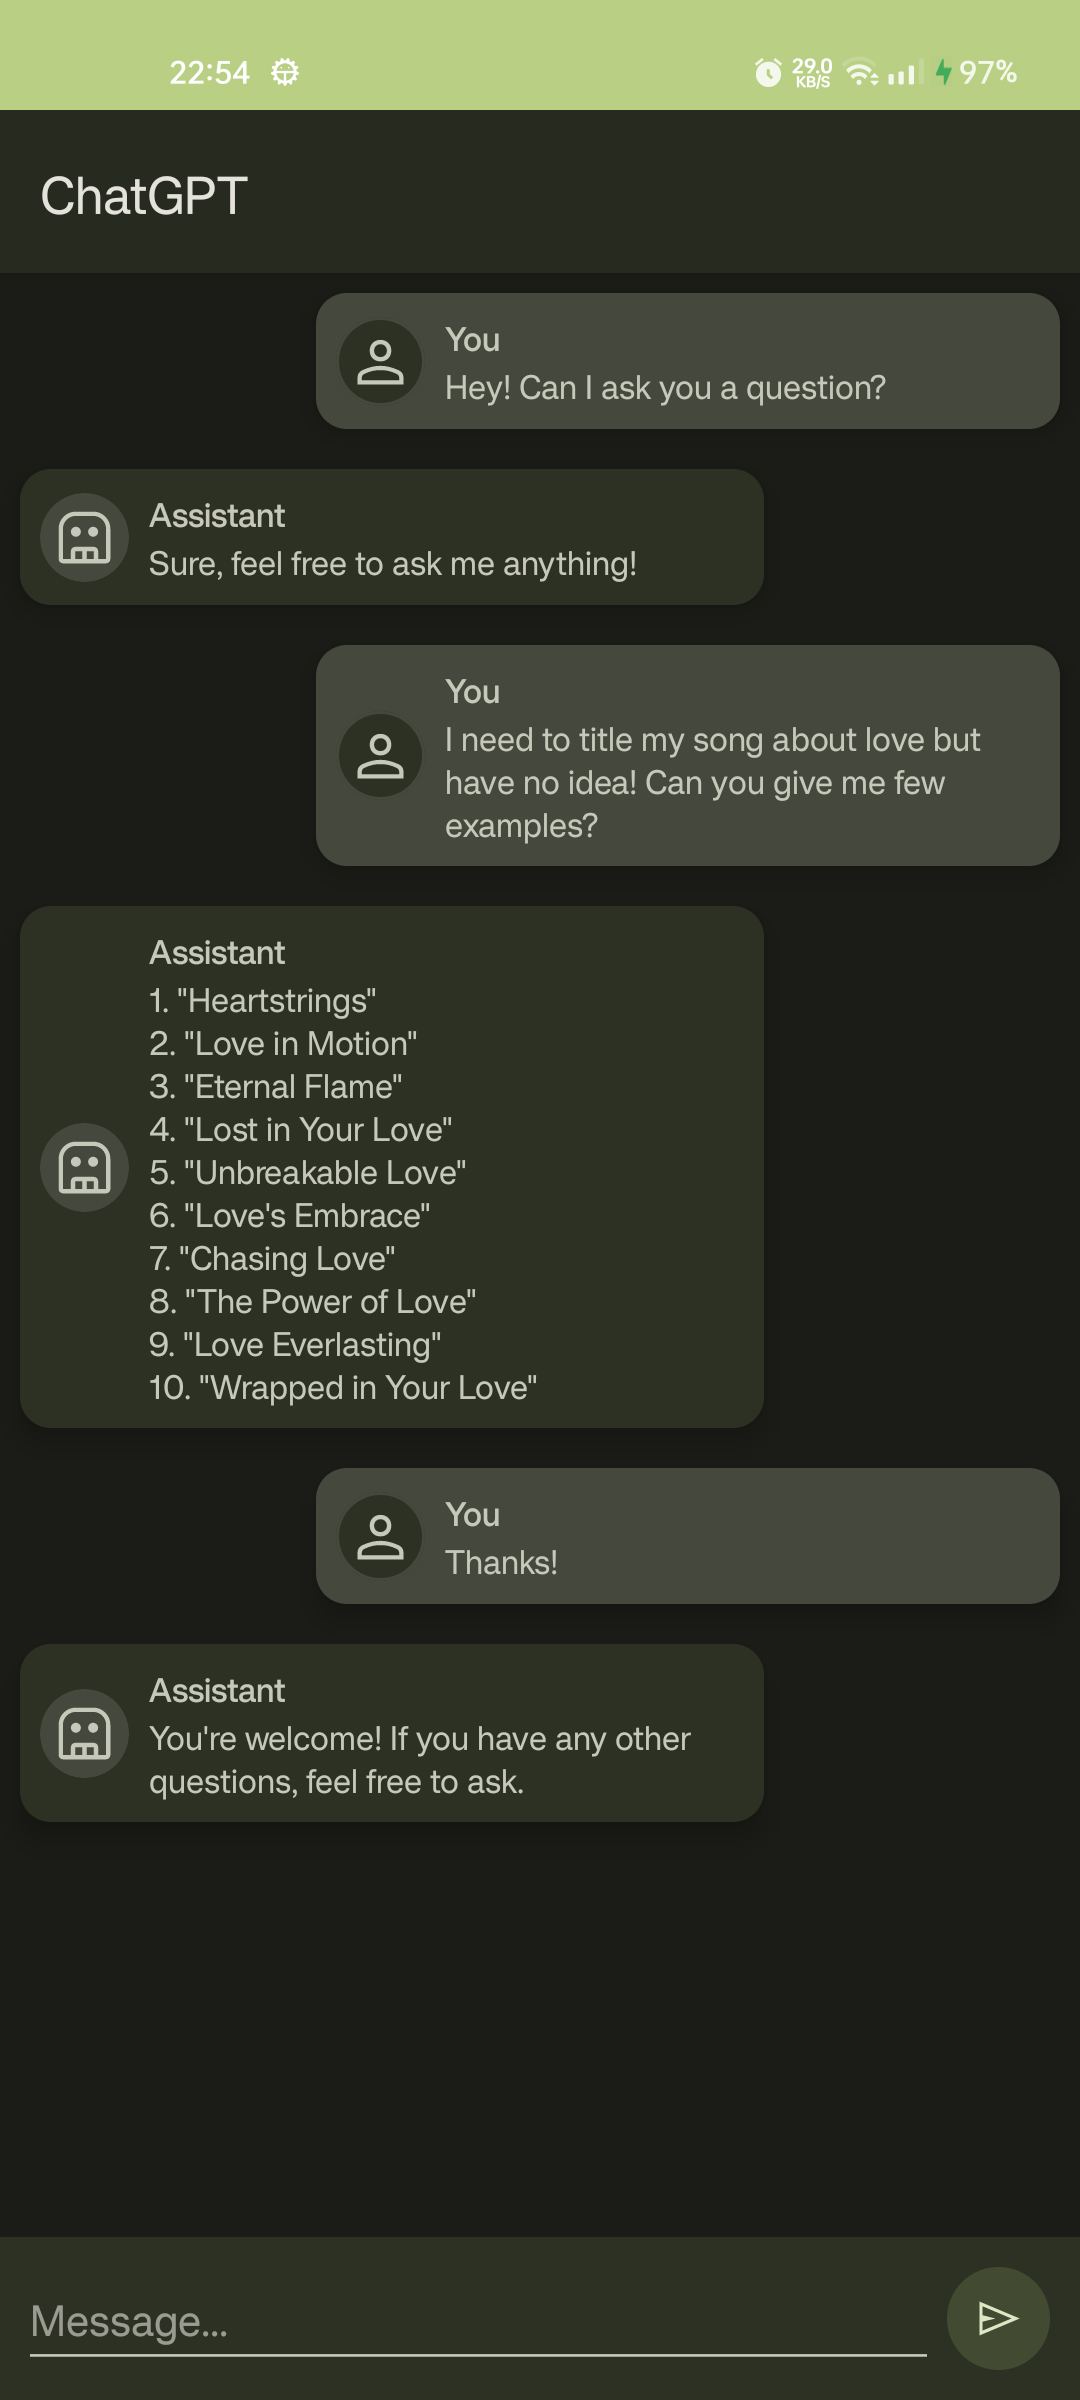 22:54
29.0
KB/S
97%
ChatGPT
You
Hey! Can I ask you a question?
Assistant
Sure, feel free to ask me anything!
You
I need to title my song about love but
have no idea! Can you give me few
examples?
Assistant
1. "Heartstrings"
2. "Love in Motion"
3. "Eternal Flame"
4. "Lost in Your Love"
5. "Unbreakable Love"
6. "Love's Embrace"
7. "Chasing Love"
8. "The Power of Love"
9. "Love Everlasting"
10. "Wrapped in Your Love"
You
Thanks!
Assistant
You're welcome! If you have any other
questions, feel free to ask.
Message...